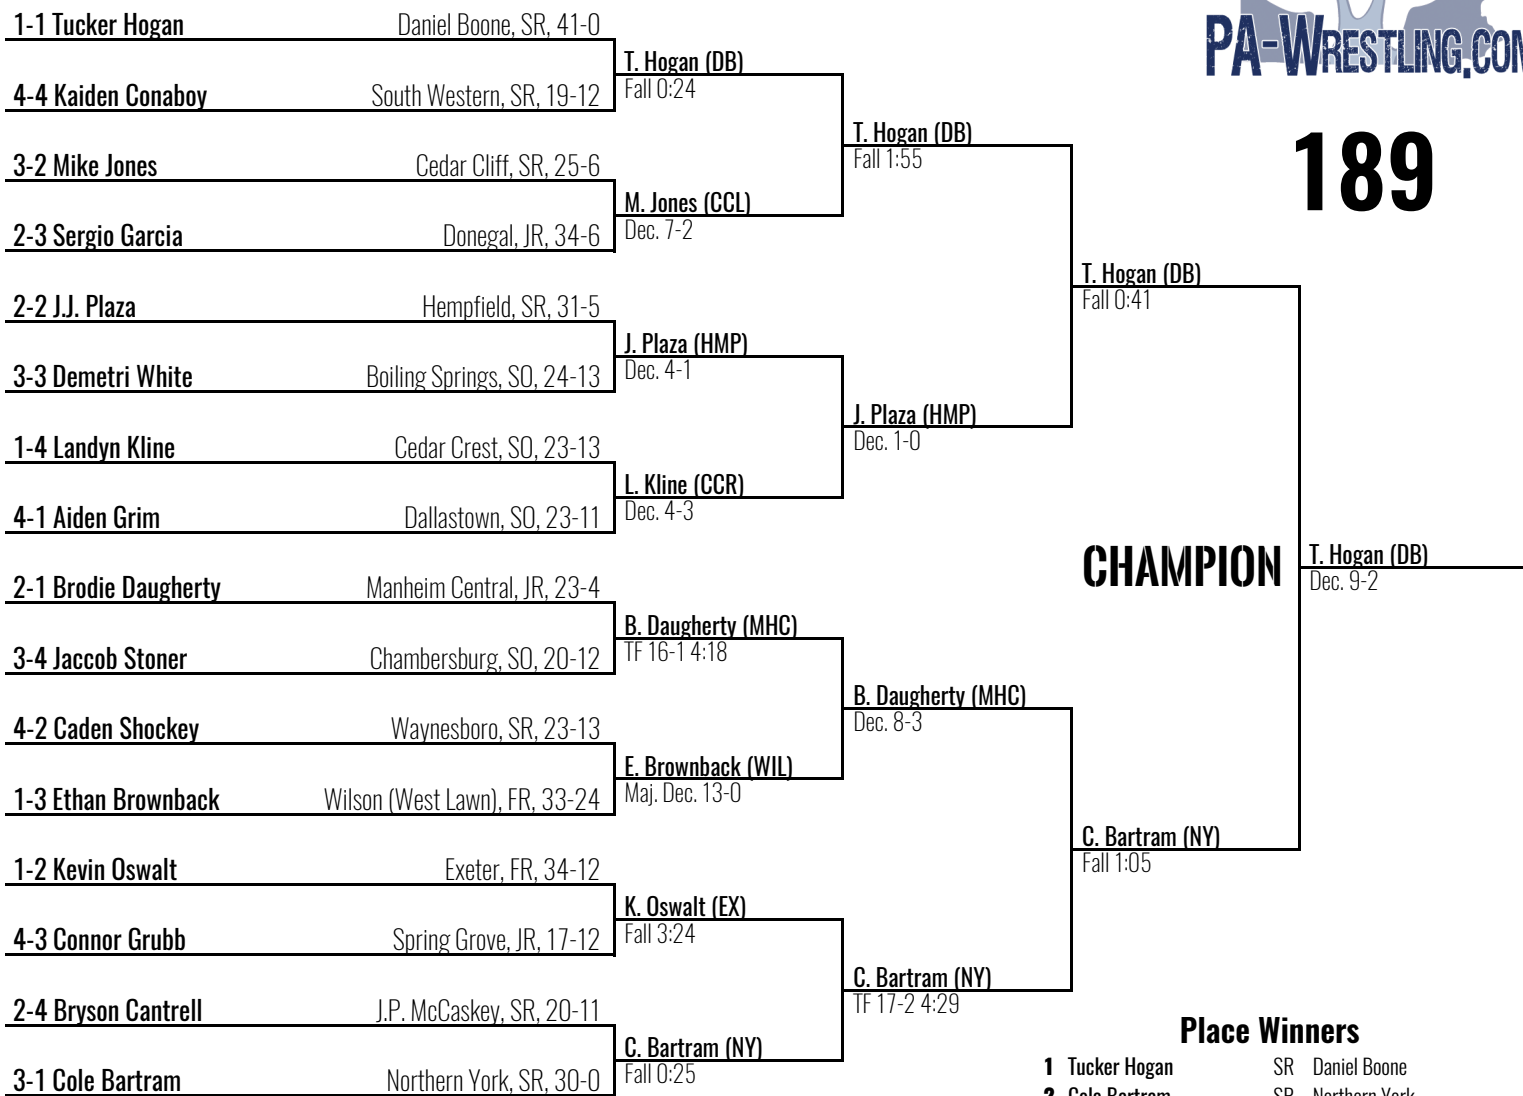 1-1 Tucker Hogan Daniel Boone, SR, 41-0
4-4 Kaiden Conaboy South Western, SR, 19-12
3-2 Mike Jones Cedar Cliff, SR, 25-6
2-3 Sergio Garcia Donegal, JR, 34-6
2-2 J.J. Plaza Hempfield, SR, 31-5
3-3 Demetri White Boiling Springs, SO, 24-13
1-4 Landyn Kline Cedar Crest, SO, 23-13
4-1 Aiden Grim Dallastown, SO, 23-11
2-1 Brodie Daugherty Manheim Central, JR, 23-4
3-4 Jaccob Stoner Chambersburg, SO, 20-12
4-2 Caden Shockey Waynesboro, SR, 23-13
1-3 Ethan Brownback Wilson (West Lawn), FR, 33-24
1-2 Kevin Oswalt Exeter, FR, 34-12
4-3 Connor Grubb Spring Grove, JR, 17-12
2-4 Bryson Cantrell J.P. McCaskey, SR, 20-11
3-1 Cole Bartram Northern York, SR, 30-0
T. Hogan (DB)
Fall 0:24
M. Jones (CCL)
Dec. 7-2
J. Plaza (HMP)
Dec. 4-1
L. Kline (CCR)
Dec. 4-3
B. Daugherty (MHC)
TF 16-1 4:18
E. Brownback (WIL)
Maj. Dec. 13-0
K. Oswalt (EX)
Fall 3:24
C. Bartram (NY)
Fall 0:25
T. Hogan (DB)
Fall 1:55
J. Plaza (HMP)
Dec. 1-0
B. Daugherty (MHC)
Dec. 8-3
C. Bartram (NY)
TF 17-2 4:29
T. Hogan (DB)
Fall 0:41
C. Bartram (NY)
Fall 1:05
PA-WRESTLING.COM
189
CHAMPION
T. Hogan (DB)
Dec. 9-2
Place Winners
1 Tucker Hogan SR Daniel Boone
2 Cole Bartram SR Northern York